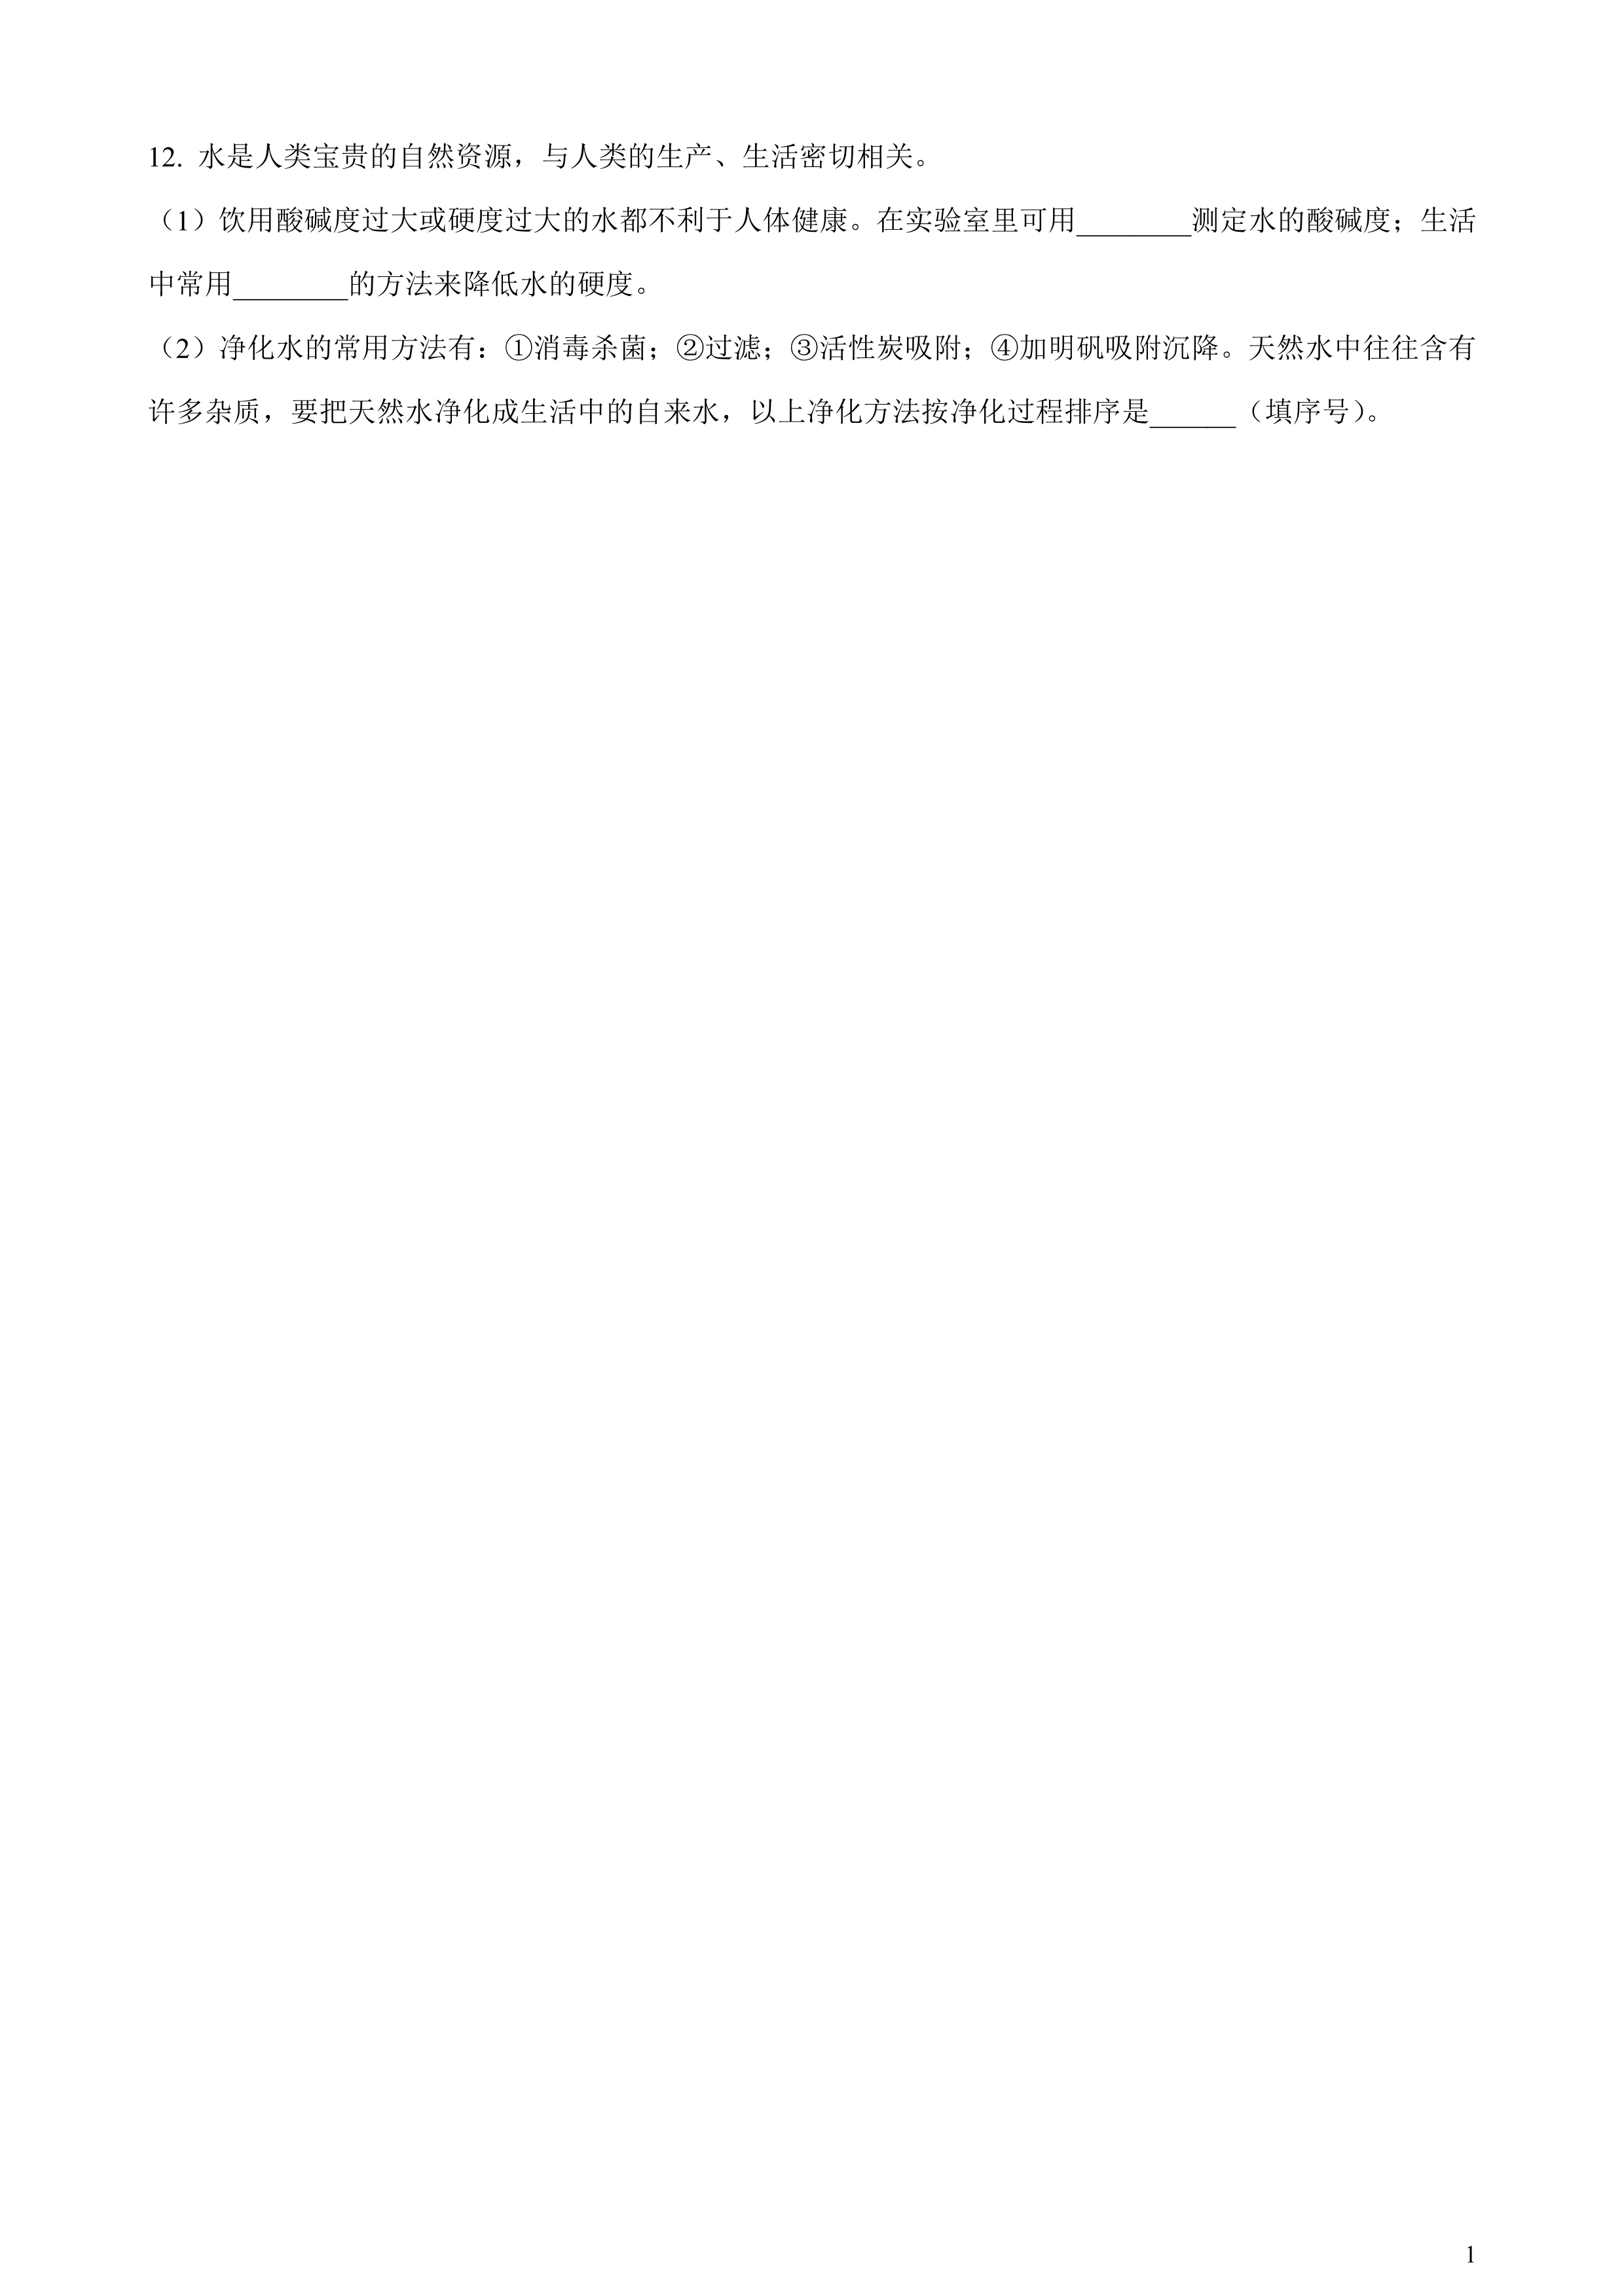 12. 水是人类宝贵的自然资源，与人类的生产、生活密切相关。
（1）饮用酸碱度过大或硬度过大的水都不利于人体健康。在实验室里可用________测定水的酸碱度；生活
中常用________的方法来降低水的硬度。
（2）净化水的常用方法有：①消毒杀菌；②过滤；③活性炭吸附；④加明矾吸附沉降。天然水中往往含有
许多杂质，要把天然水净化成生活中的自来水，以上净化方法按净化过程排序是______（填序号）。
1